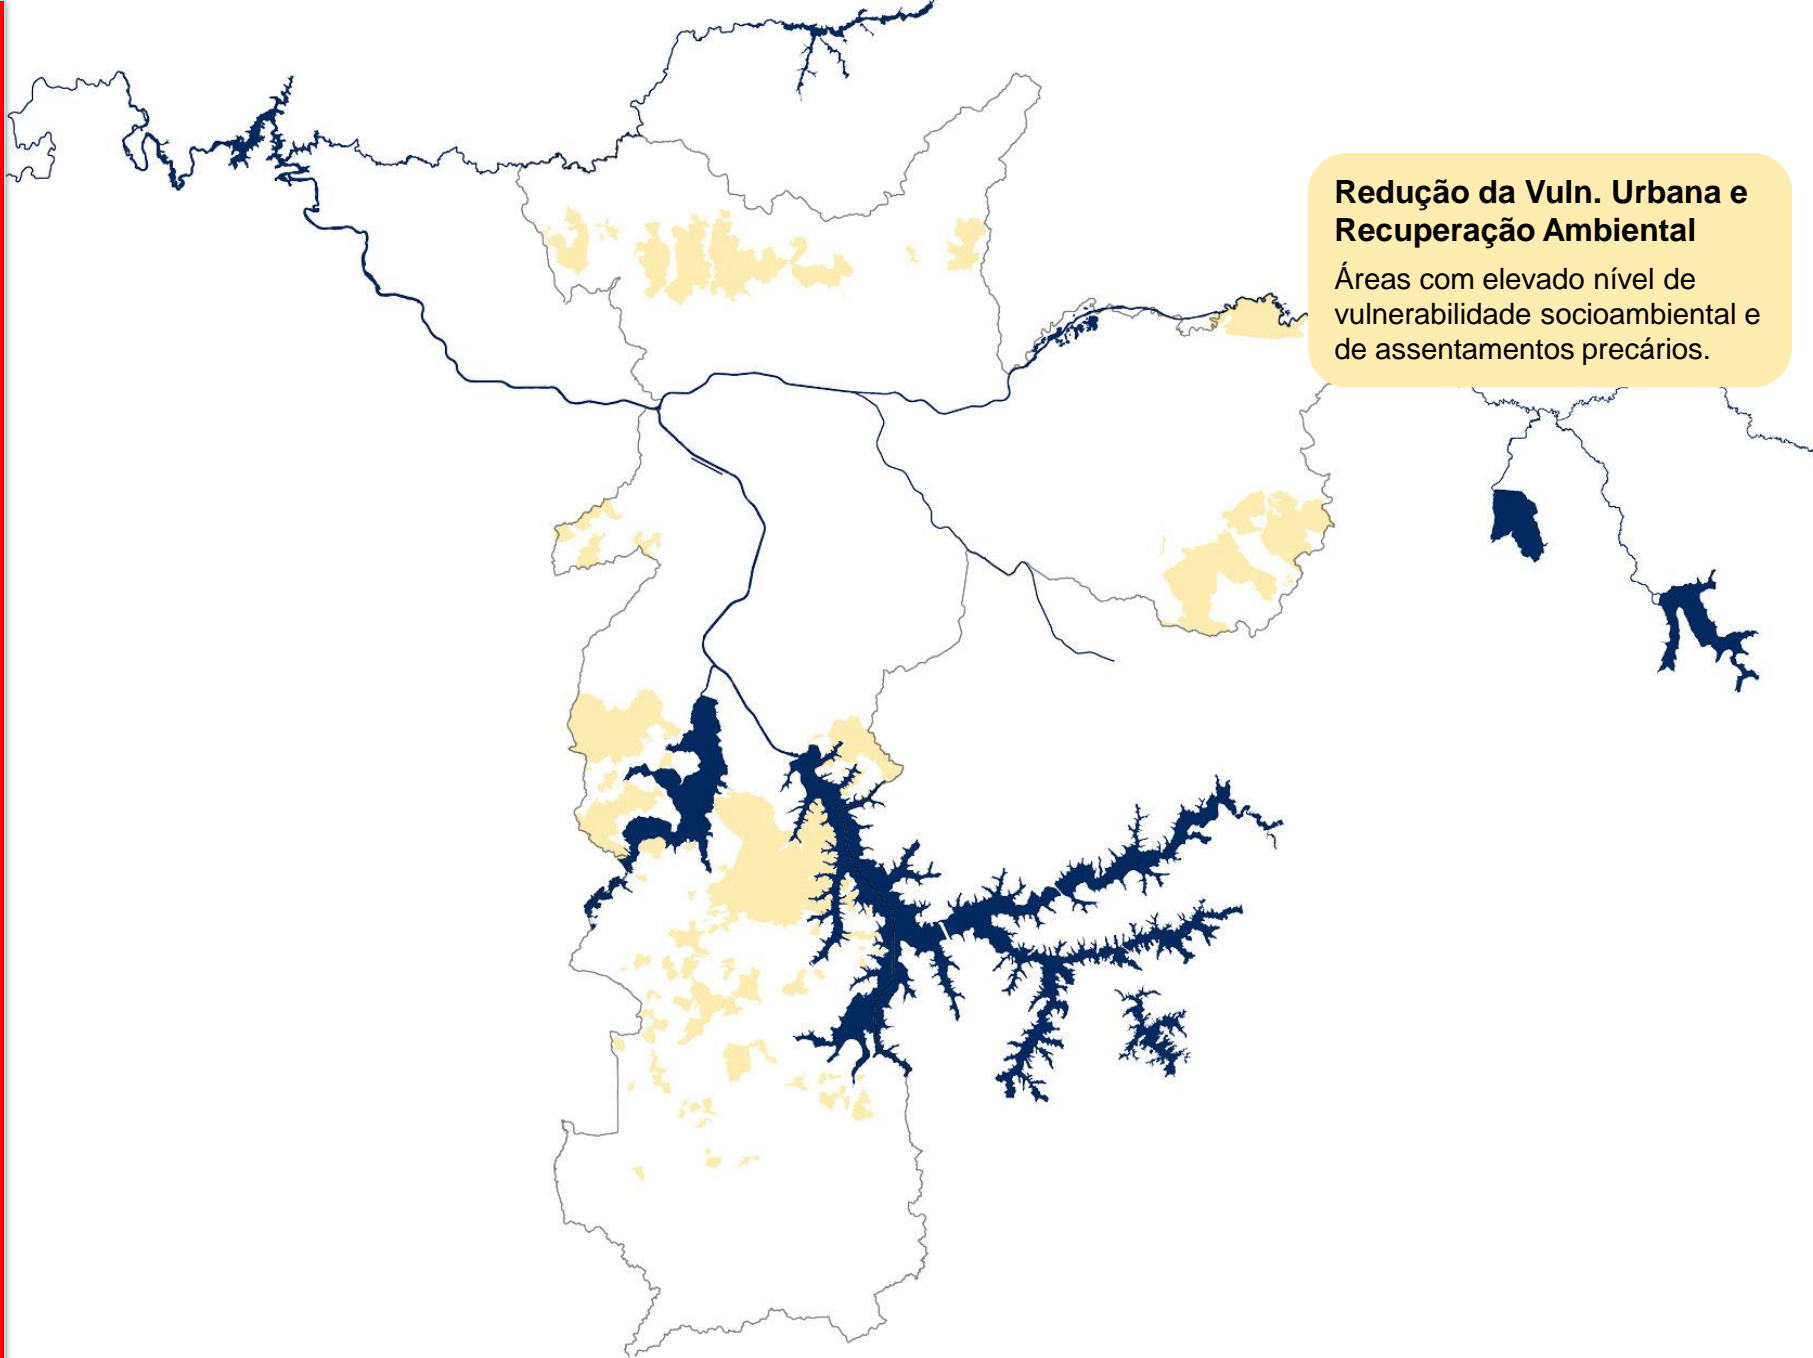 Redução da Vuln. Urbana e
Recuperação Ambiental
Áreas com elevado nível de
vulnerabilidade socioambiental e
de assentamentos precários.